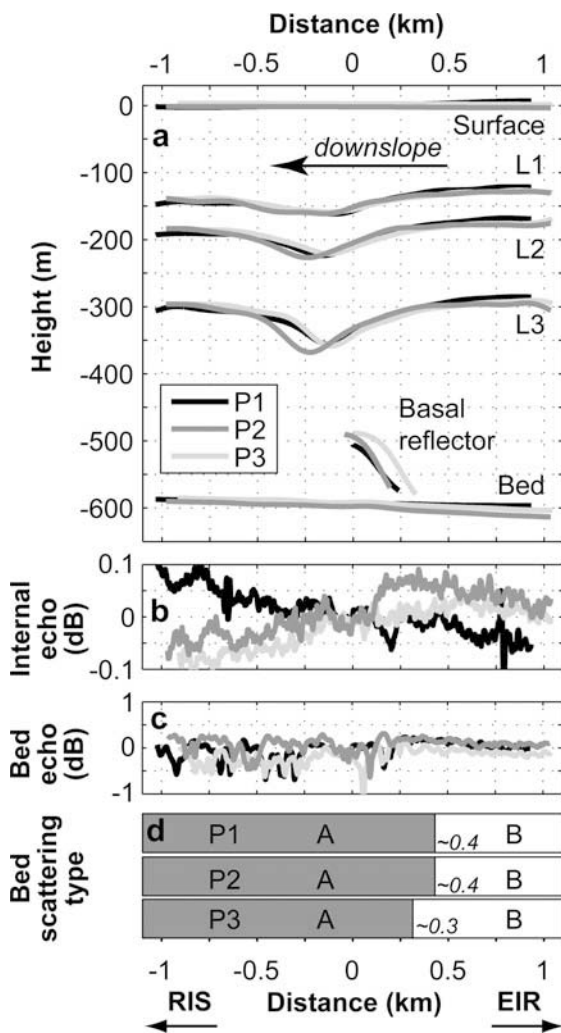 Distance (km)
-1 -0.5 0 0.5 1
0
-100
-200
-300
-400
-500
-600
Height (m)
a
Surface
downslope
L1
L2
L3
P1
P2
P3
Basal
reflector
Bed
Internal
echo
(dB)
0.1
0
-0.1
b
Bed
echo
(dB)
1
0
-1
c
Bed
scattering
type
d P1 A ~0.4 B
P2 A ~0.4 B
P3 A ~0.3 B
-1 -0.5 0 0.5 1
RIS Distance (km) EIR